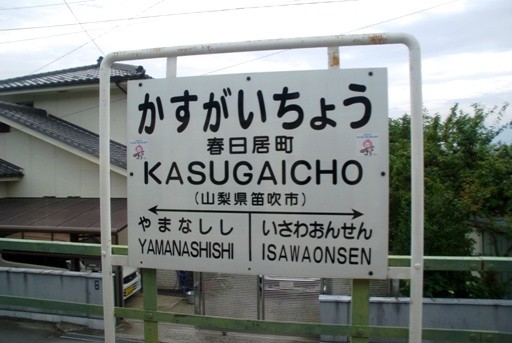 かすがいちょう
春日居町
KASUGAICHO
(山梨県笛吹市)
やまなしし いさわおんせん
YAMANASHISHI ISAWAONSEN